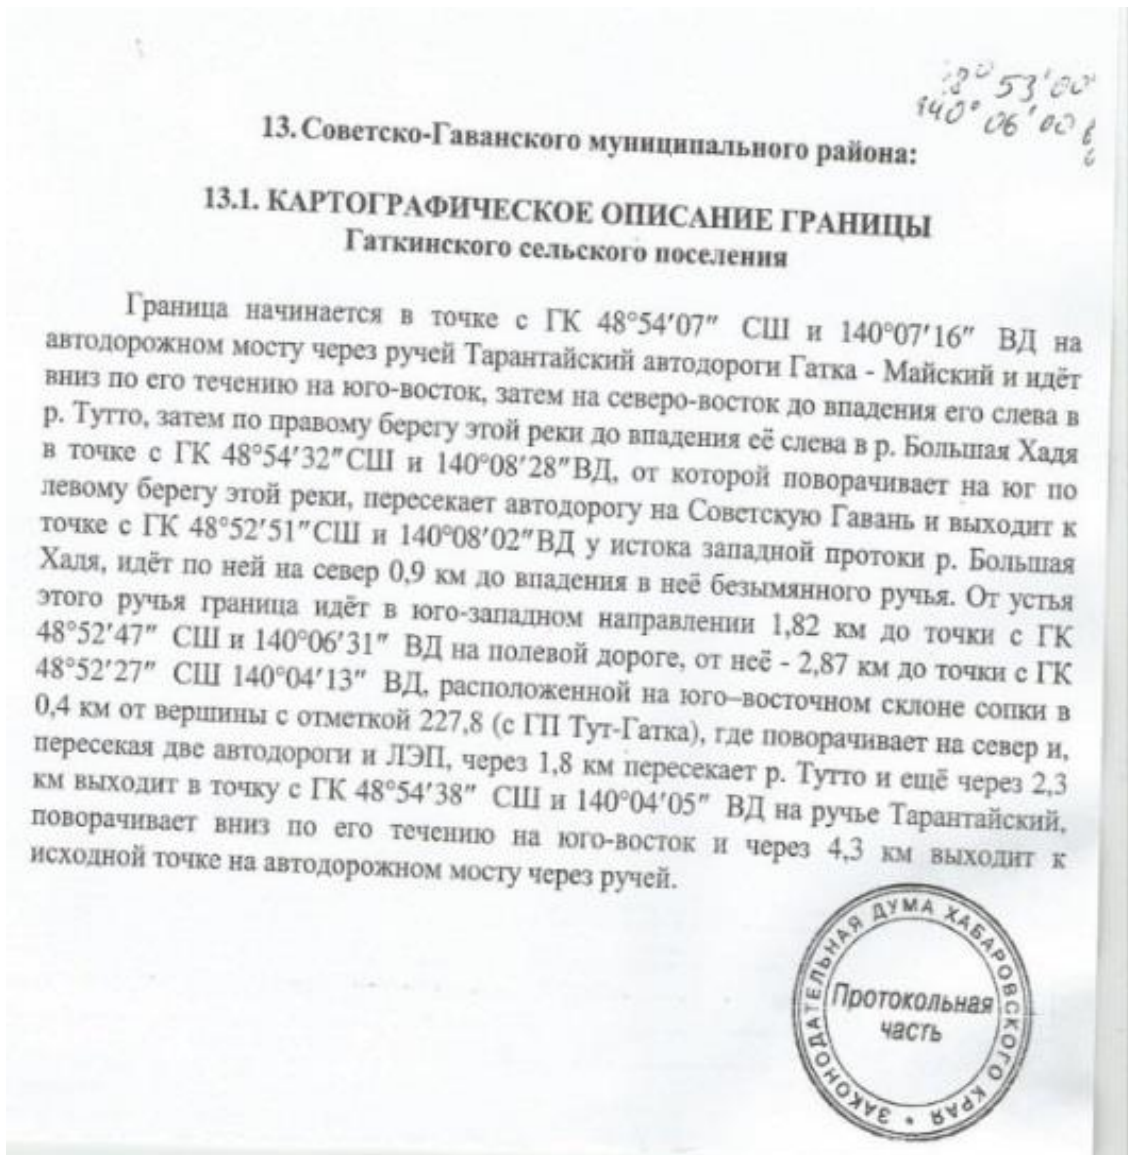 8° 53' 00"
140° 06' 00 в
13. Советско-Гаванского муниципального района:
13.1. КАРТОГРАФИЧЕСКОЕ ОПИСАНИЕ ГРАНИЦЫ
Гаткинского сельского поселения
Граница начинается в точке с ГК 48°54′07″ СШ и 140°07′16″ ВД на
автодорожном мосту через ручей Тарантайский автодороги Гатка - Майский и идёт
вниз по его течению на юго-восток, затем на северо-восток до впадения его слева в
р. Тутто, затем по правому берегу этой реки до впадения её слева в р. Большая Хадя
в точке с ГК 48°54′32″СШ и 140°08′28″ВД, от которой поворачивает на юг по
левому берегу этой реки, пересекает автодорогу на Советскую Гавань и выходит к
точке с ГК 48°52′51″СШ и 140°08′02″ВД у истока западной протоки р. Большая
Хадя, идёт по ней на север 0,9 км до впадения в неё безымянного ручья. От устья
этого ручья граница идёт в юго-западном направлении 1,82 км до точки с ГК
48°52′47″ СШ и 140°06′31″ ВД на полевой дороге, от неё - 2,87 км до точки с ГК
48°52′27″ СШ 140°04′13″ ВД, расположенной на юго–восточном склоне сопки в
0,4 км от вершины с отметкой 227,8 (с ГП Тут-Гатка), где поворачивает на север и,
пересекая две автодороги и ЛЭП, через 1,8 км пересекает р. Тутто и ещё через 2,3
км выходит в точку с ГК 48°54′38″ СШ и 140°04′05″ ВД на ручье Тарантайский,
поворачивает вниз по его течению на юго-восток и через 4,3 км выходит к
исходной точке на автодорожном мосту через ручей.
ЗАКОНОДАТЕЛЬНАЯ ДУМА ХАБАРОВСКОГО КРАЯ
Протокольная
часть